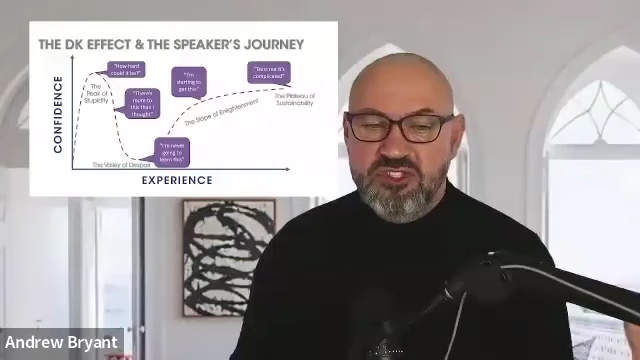 THE DK EFFECT & THE SPEAKER'S JOURNEY
"How hard
could it be?"
The
Peak of
Stupidity
"There's
more to
this than I
thought"
"I'm
starting to
get this"
"Trust me it's
complicated"
The Plateau of
Sustainability
The Slope of Enlightenment
"I'm never
going to
learn this"
The Valley of Despair
CONFIDENCE
EXPERIENCE
Andrew Bryant